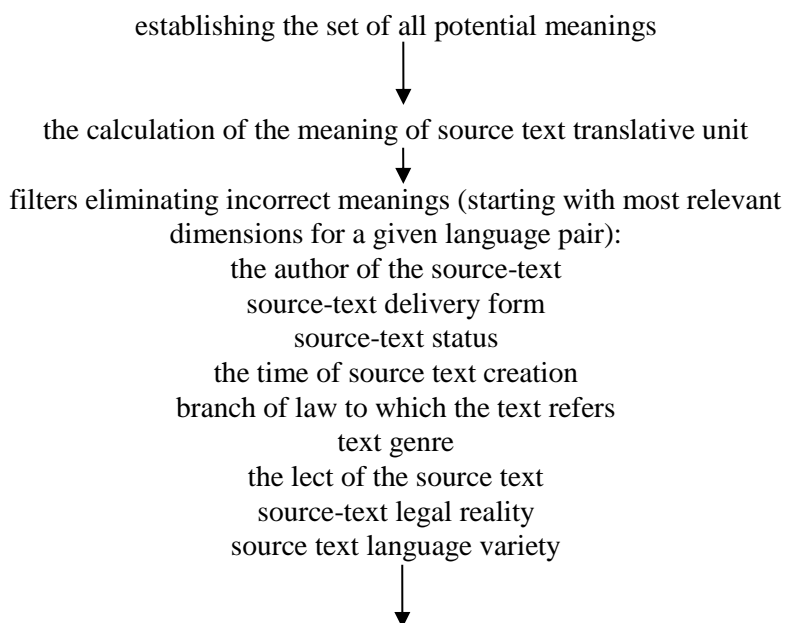 establishing the set of all potential meanings
the calculation of the meaning of source text translative unit
filters eliminating incorrect meanings (starting with most relevant
dimensions for a given language pair):
the author of the source-text
source-text delivery form
source-text status
the time of source text creation
branch of law to which the text refers
text genre
the lect of the source text
source-text legal reality
source text language variety